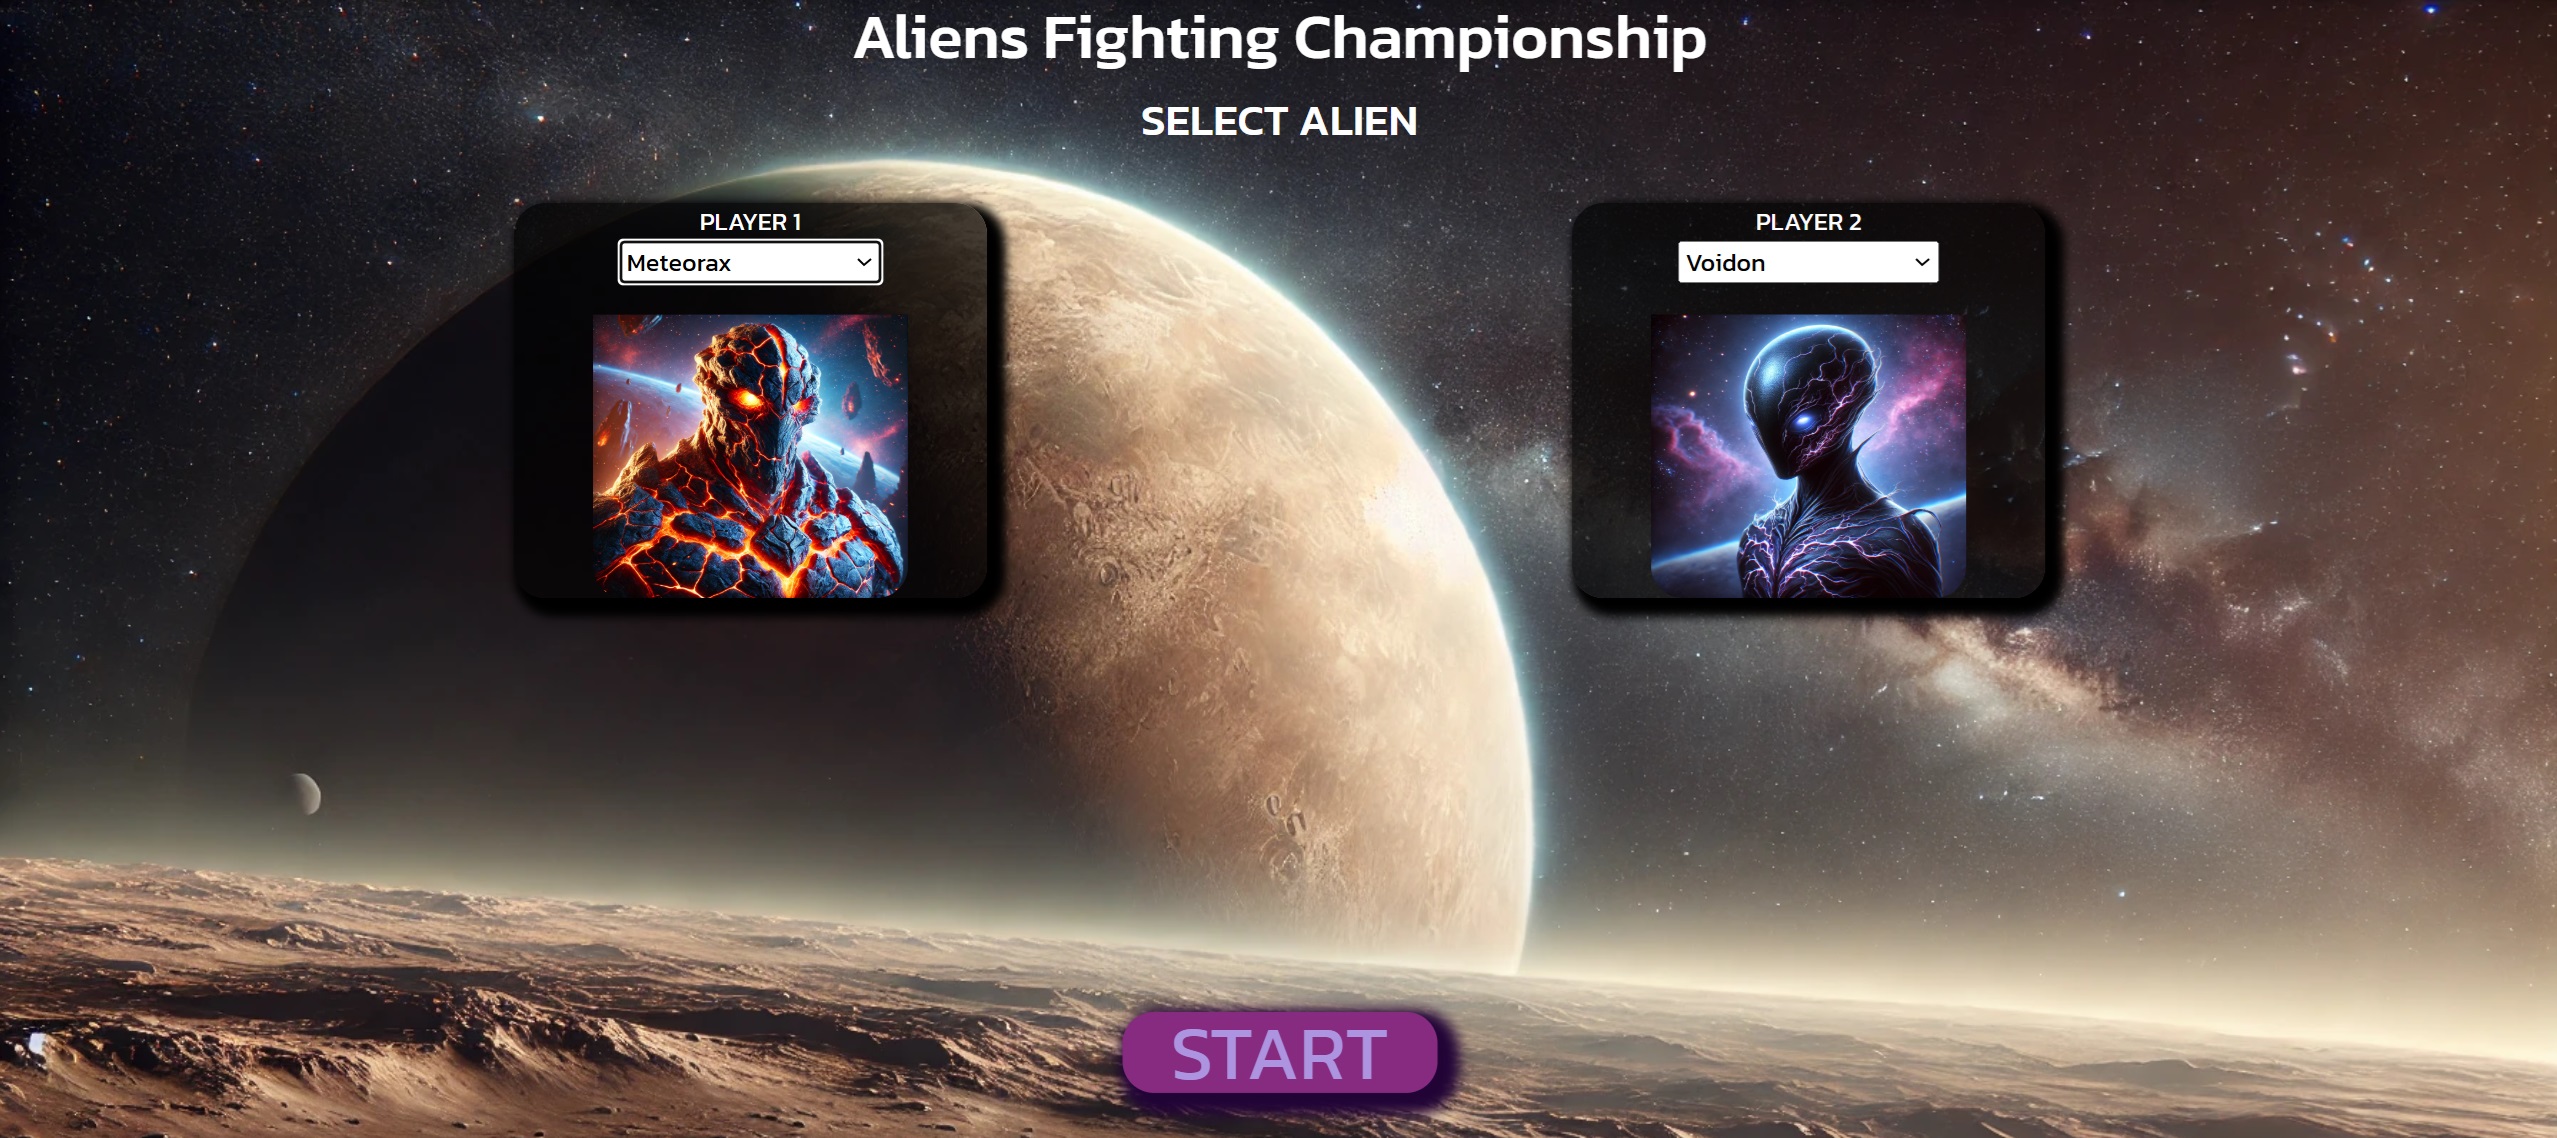 Aliens Fighting Championship
SELECT ALIEN
PLAYER 1
Meteorax
PLAYER 2
Voidon
START